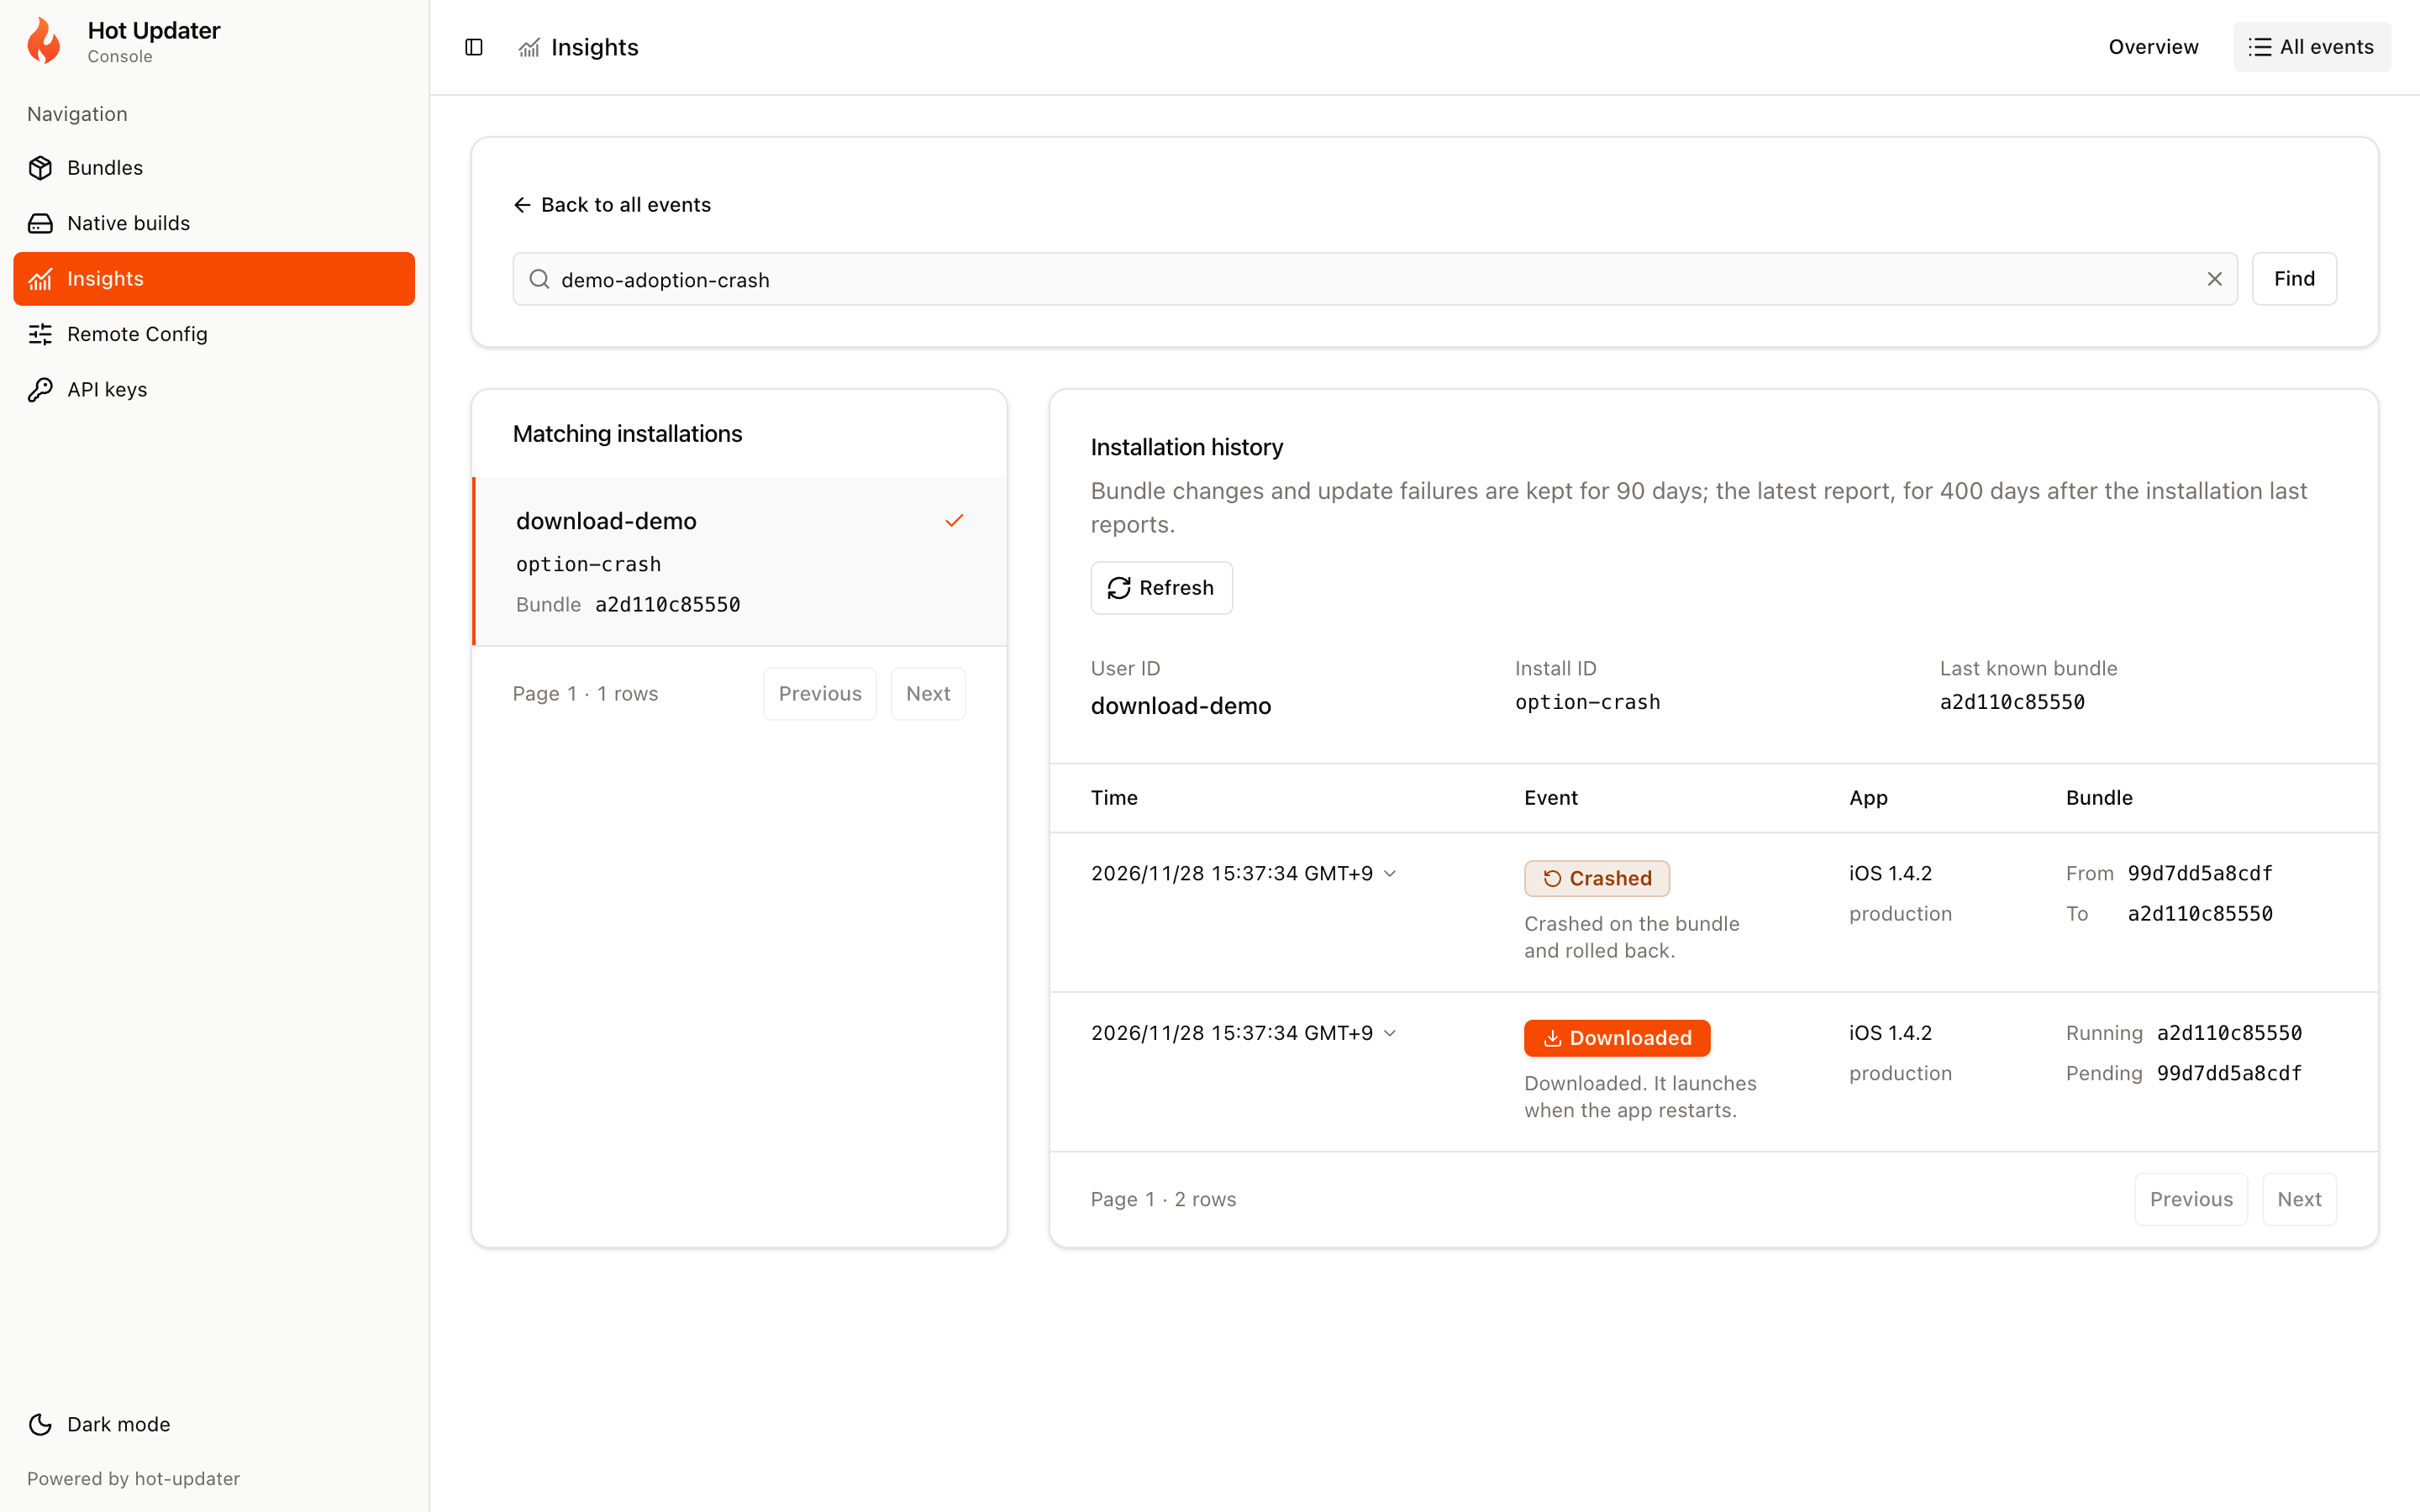 Hot Updater
Console
Navigation
Bundles
Native builds
Insights
Remote Config
API keys
Dark mode
Powered by hot-updater
Insights
Overview
All events
Back to all events
demo-adoption-crash
Find
Matching installations
download-demo
option-crash
Bundle a2d110c85550
Page 1 · 1 rows
Previous
Next
Installation history
Bundle changes and update failures are kept for 90 days; the latest report, for 400 days after the installation last
reports.
Refresh
User ID
download-demo
Install ID
option-crash
Last known bundle
a2d110c85550
Time Event App Bundle
2026/11/28 15:37:34 GMT+9
Crashed
Crashed on the bundle
and rolled back.
iOS 1.4.2
production
From 99d7dd5a8cdf
To a2d110c85550
2026/11/28 15:37:34 GMT+9
Downloaded
Downloaded. It launches
when the app restarts.
iOS 1.4.2
production
Running a2d110c85550
Pending 99d7dd5a8cdf
Page 1 · 2 rows
Previous
Next